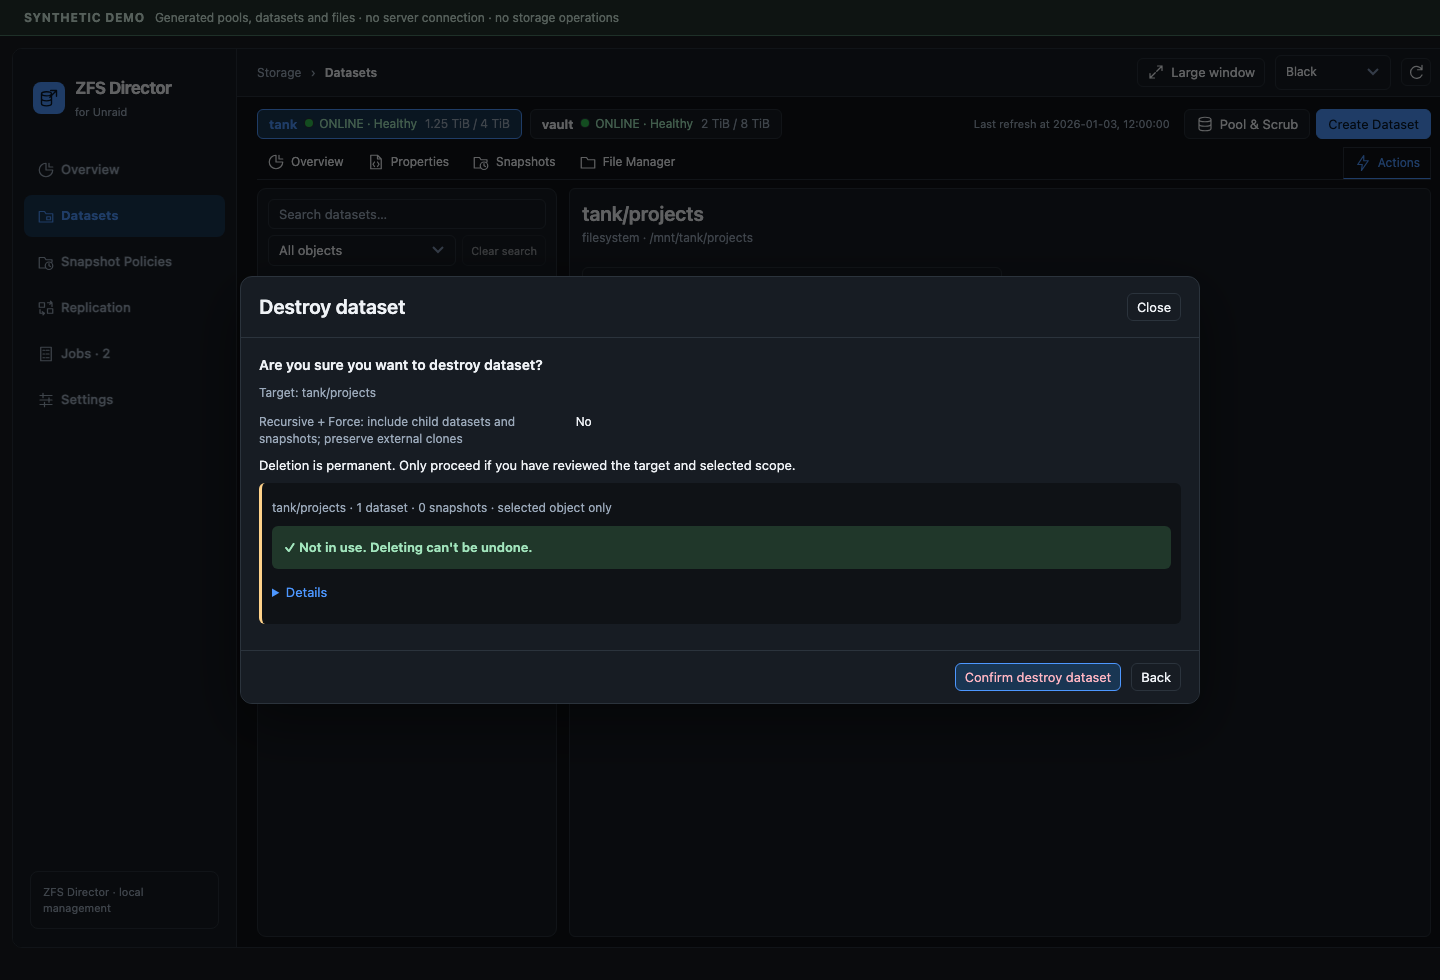 SYNTHETIC DEMO Generated pools, datasets and files · no server connection · no storage operations
ZFS Director
for Unraid
Overview
Datasets
Snapshot Policies
Replication
Jobs · 2
Settings
ZFS Director · local
management
Storage › Datasets
Large window
Black
tank ONLINE · Healthy 1.25 TiB / 4 TiB
vault ONLINE · Healthy 2 TiB / 8 TiB
Last refresh at 2026-01-03, 12:00:00
Pool & Scrub
Create Dataset
Overview
Properties
Snapshots
File Manager
Actions
Search datasets...
All objects
Clear search
tank/projects
filesystem · /mnt/tank/projects
Destroy dataset
Close
Are you sure you want to destroy dataset?
Target: tank/projects
Recursive + Force: include child datasets and
snapshots; preserve external clones
No
Deletion is permanent. Only proceed if you have reviewed the target and selected scope.
tank/projects · 1 dataset · 0 snapshots · selected object only
✓ Not in use. Deleting can't be undone.
Details
Confirm destroy dataset
Back